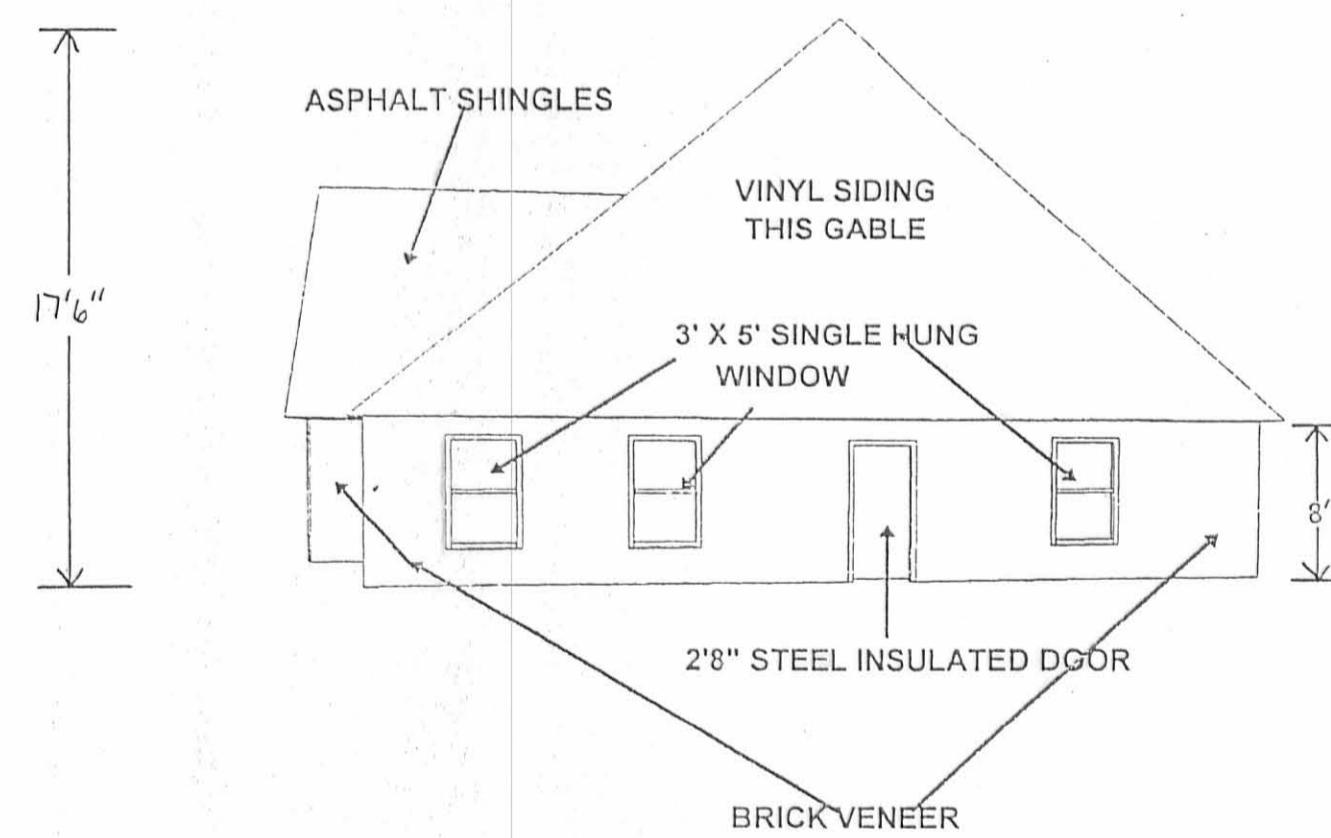 ASPHALT SHINGLES
VINYL SIDING
THIS GABLE
17'6"
3' X 5' SINGLE HUNG
WINDOW
8'
2'8" STEEL INSULATED DOOR
BRICK VENEER